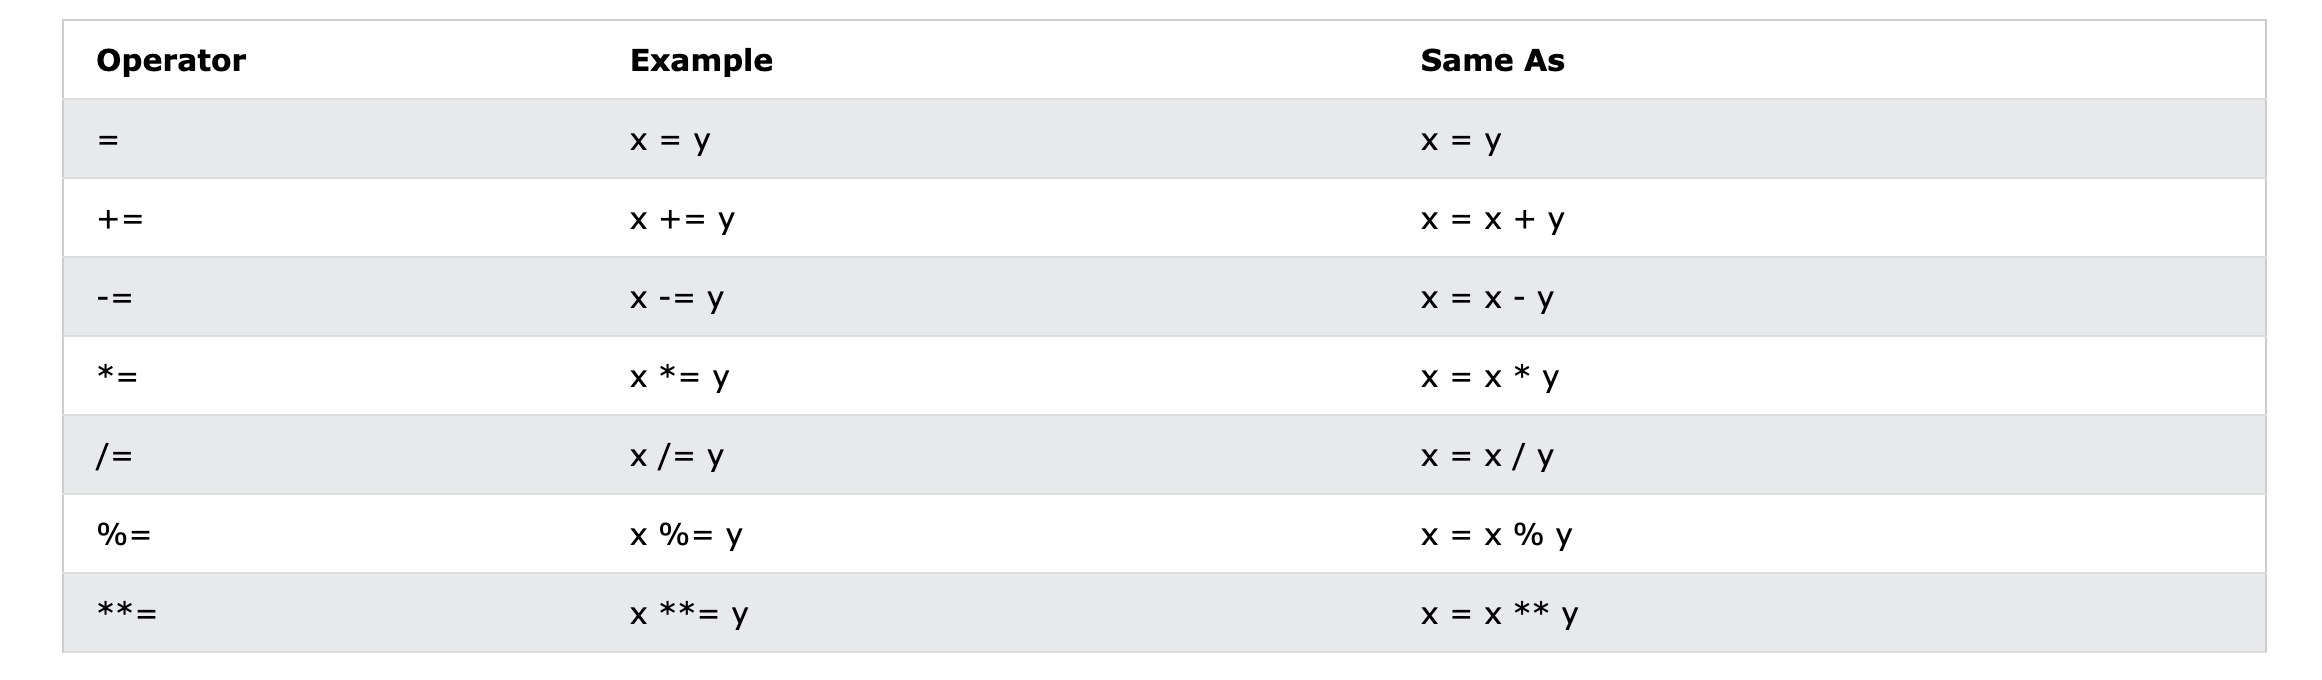 Operator Example Same As
= x = y x = y
+= x += y x = x + y
-= x -= y x = x - y
*= x *= y x = x * y
/= x /= y x = x / y
%= x %= y x = x % y
**= x **= y x = x ** y